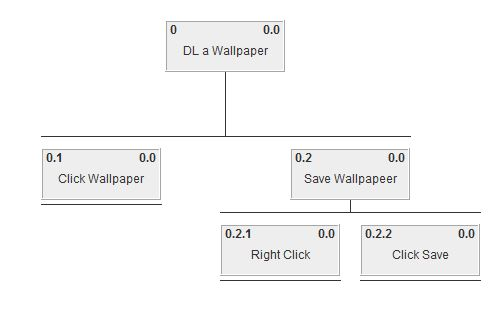 0 0.0
DL a Wallpaper
0.1 0.0
Click Wallpaper
0.2 0.0
Save Wallpapeer
0.2.1 0.0
Right Click
0.2.2 0.0
Click Save